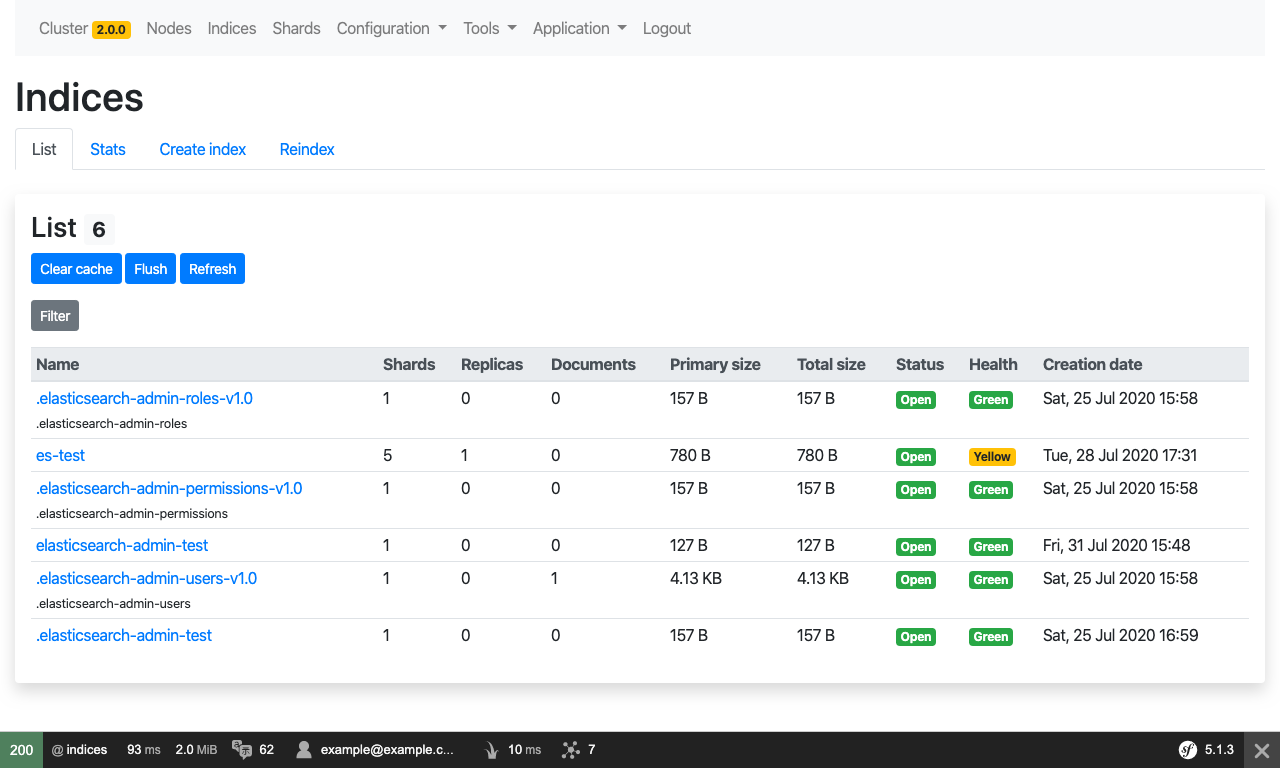 Cluster 2.0.0 Nodes Indices Shards Configuration Tools Application Logout
Indices
List Stats Create index Reindex
List 6
Clear cache Flush Refresh
Filter
Name Shards Replicas Documents Primary size Total size Status Health Creation date
.elasticsearch-admin-roles-v1.0 1 0 0 157 B 157 B Open Green Sat, 25 Jul 2020 15:58
.elasticsearch-admin-roles
es-test 5 1 0 780 B 780 B Open Yellow Tue, 28 Jul 2020 17:31
.elasticsearch-admin-permissions-v1.0 1 0 0 157 B 157 B Open Green Sat, 25 Jul 2020 15:58
.elasticsearch-admin-permissions
elasticsearch-admin-test 1 0 0 127 B 127 B Open Green Fri, 31 Jul 2020 15:48
.elasticsearch-admin-users-v1.0 1 0 1 4.13 KB 4.13 KB Open Green Sat, 25 Jul 2020 15:58
.elasticsearch-admin-users
.elasticsearch-admin-test 1 0 0 157 B 157 B Open Green Sat, 25 Jul 2020 16:59
200 @ indices 93 ms 2.0 MiB 62 example@example.c... 10 ms 7 sf 5.1.3